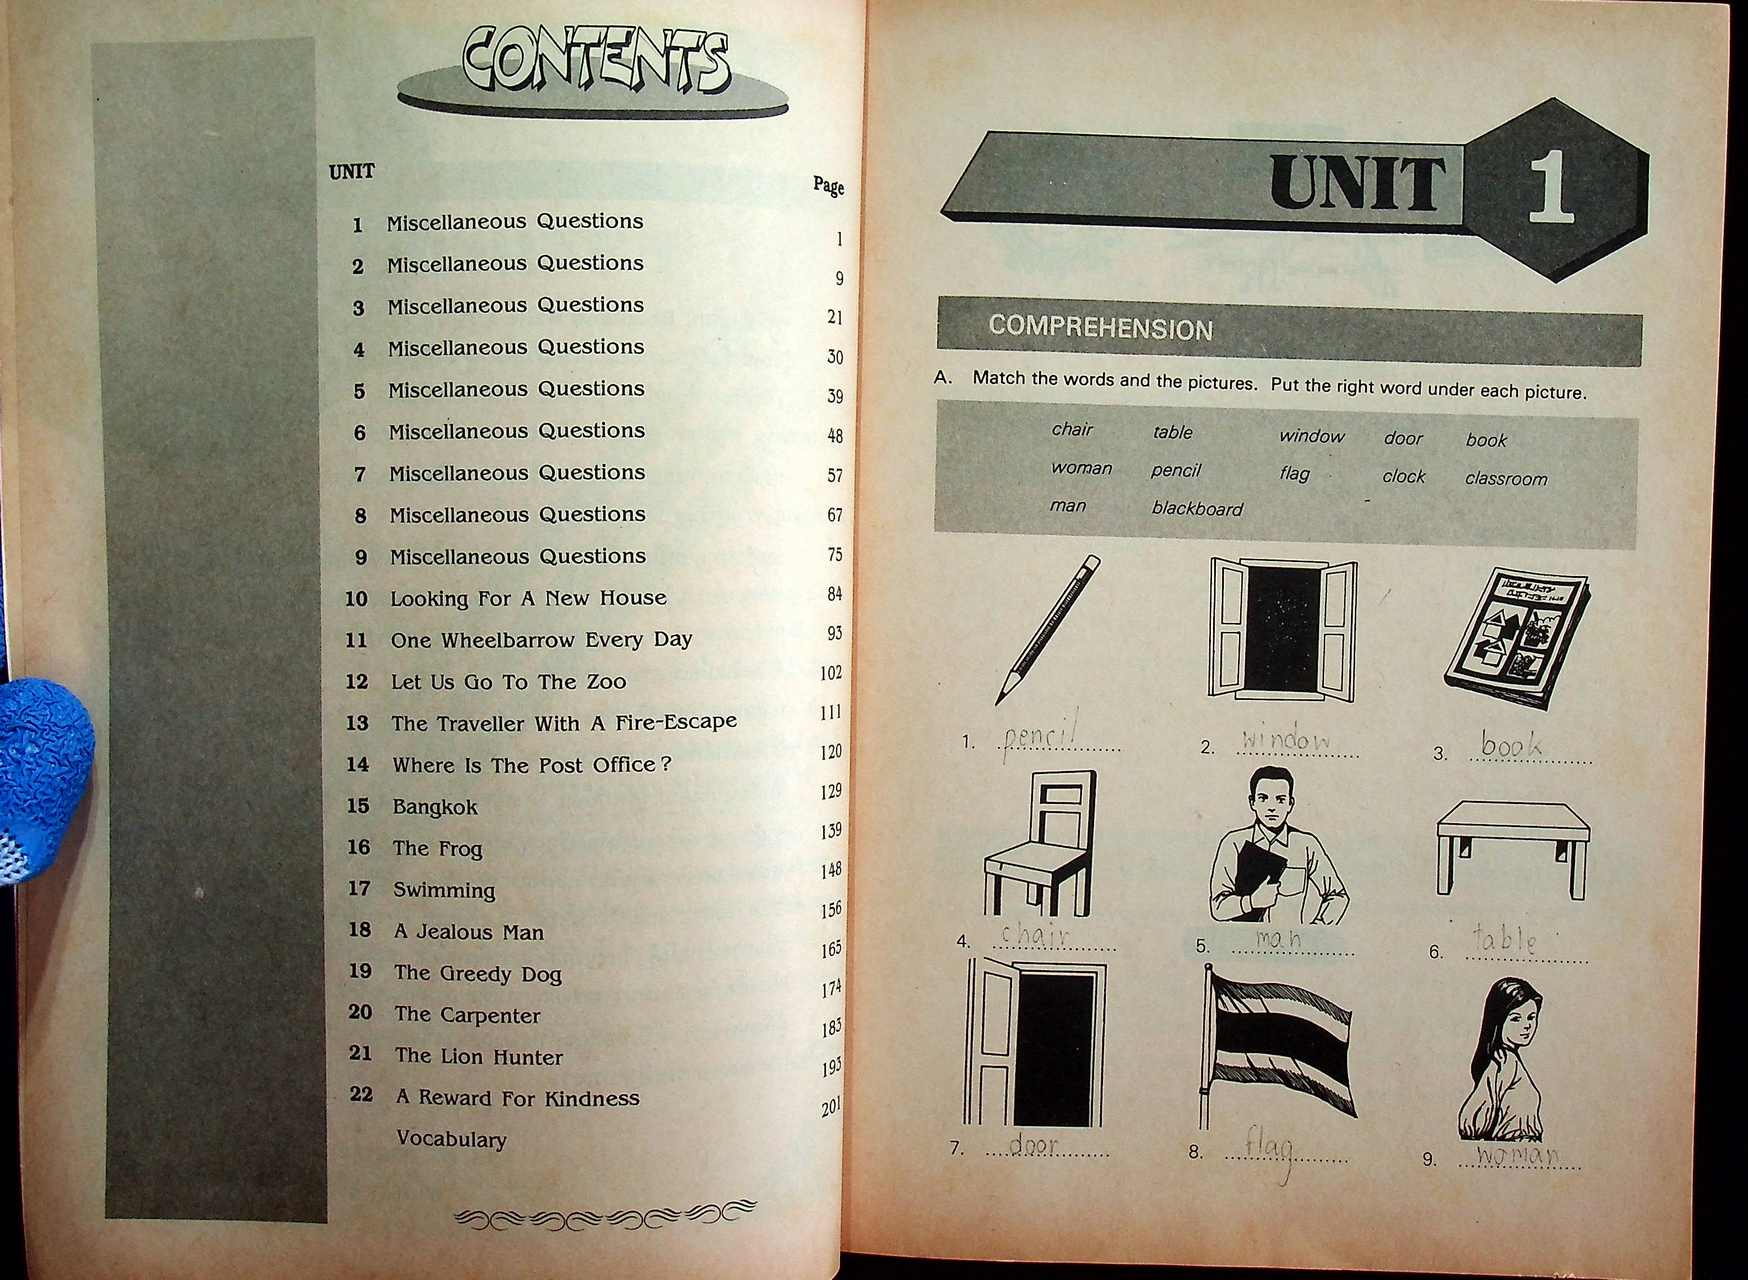 CONTENTS
UNIT Page
1 Miscellaneous Questions 1
2 Miscellaneous Questions 9
3 Miscellaneous Questions 21
4 Miscellaneous Questions 30
5 Miscellaneous Questions 39
6 Miscellaneous Questions 48
7 Miscellaneous Questions 57
8 Miscellaneous Questions 67
9 Miscellaneous Questions 75
10 Looking For A New House 84
11 One Wheelbarrow Every Day 93
12 Let Us Go To The Zoo 102
13 The Traveller With A Fire-Escape 111
14 Where Is The Post Office? 120
15 Bangkok 129
16 The Frog 139
17 Swimming 148
18 A Jealous Man 156
19 The Greedy Dog 165
20 The Carpenter 174
21 The Lion Hunter 183
22 A Reward For Kindness 193
Vocabulary 201
UNIT 1
COMPREHENSION
A. Match the words and the pictures. Put the right word under each picture.
chair table window door book
woman pencil flag clock classroom
man blackboard
1. pencil 2. window 3. book
4. chair 5. man 6. table
7. door 8. flag 9. woman